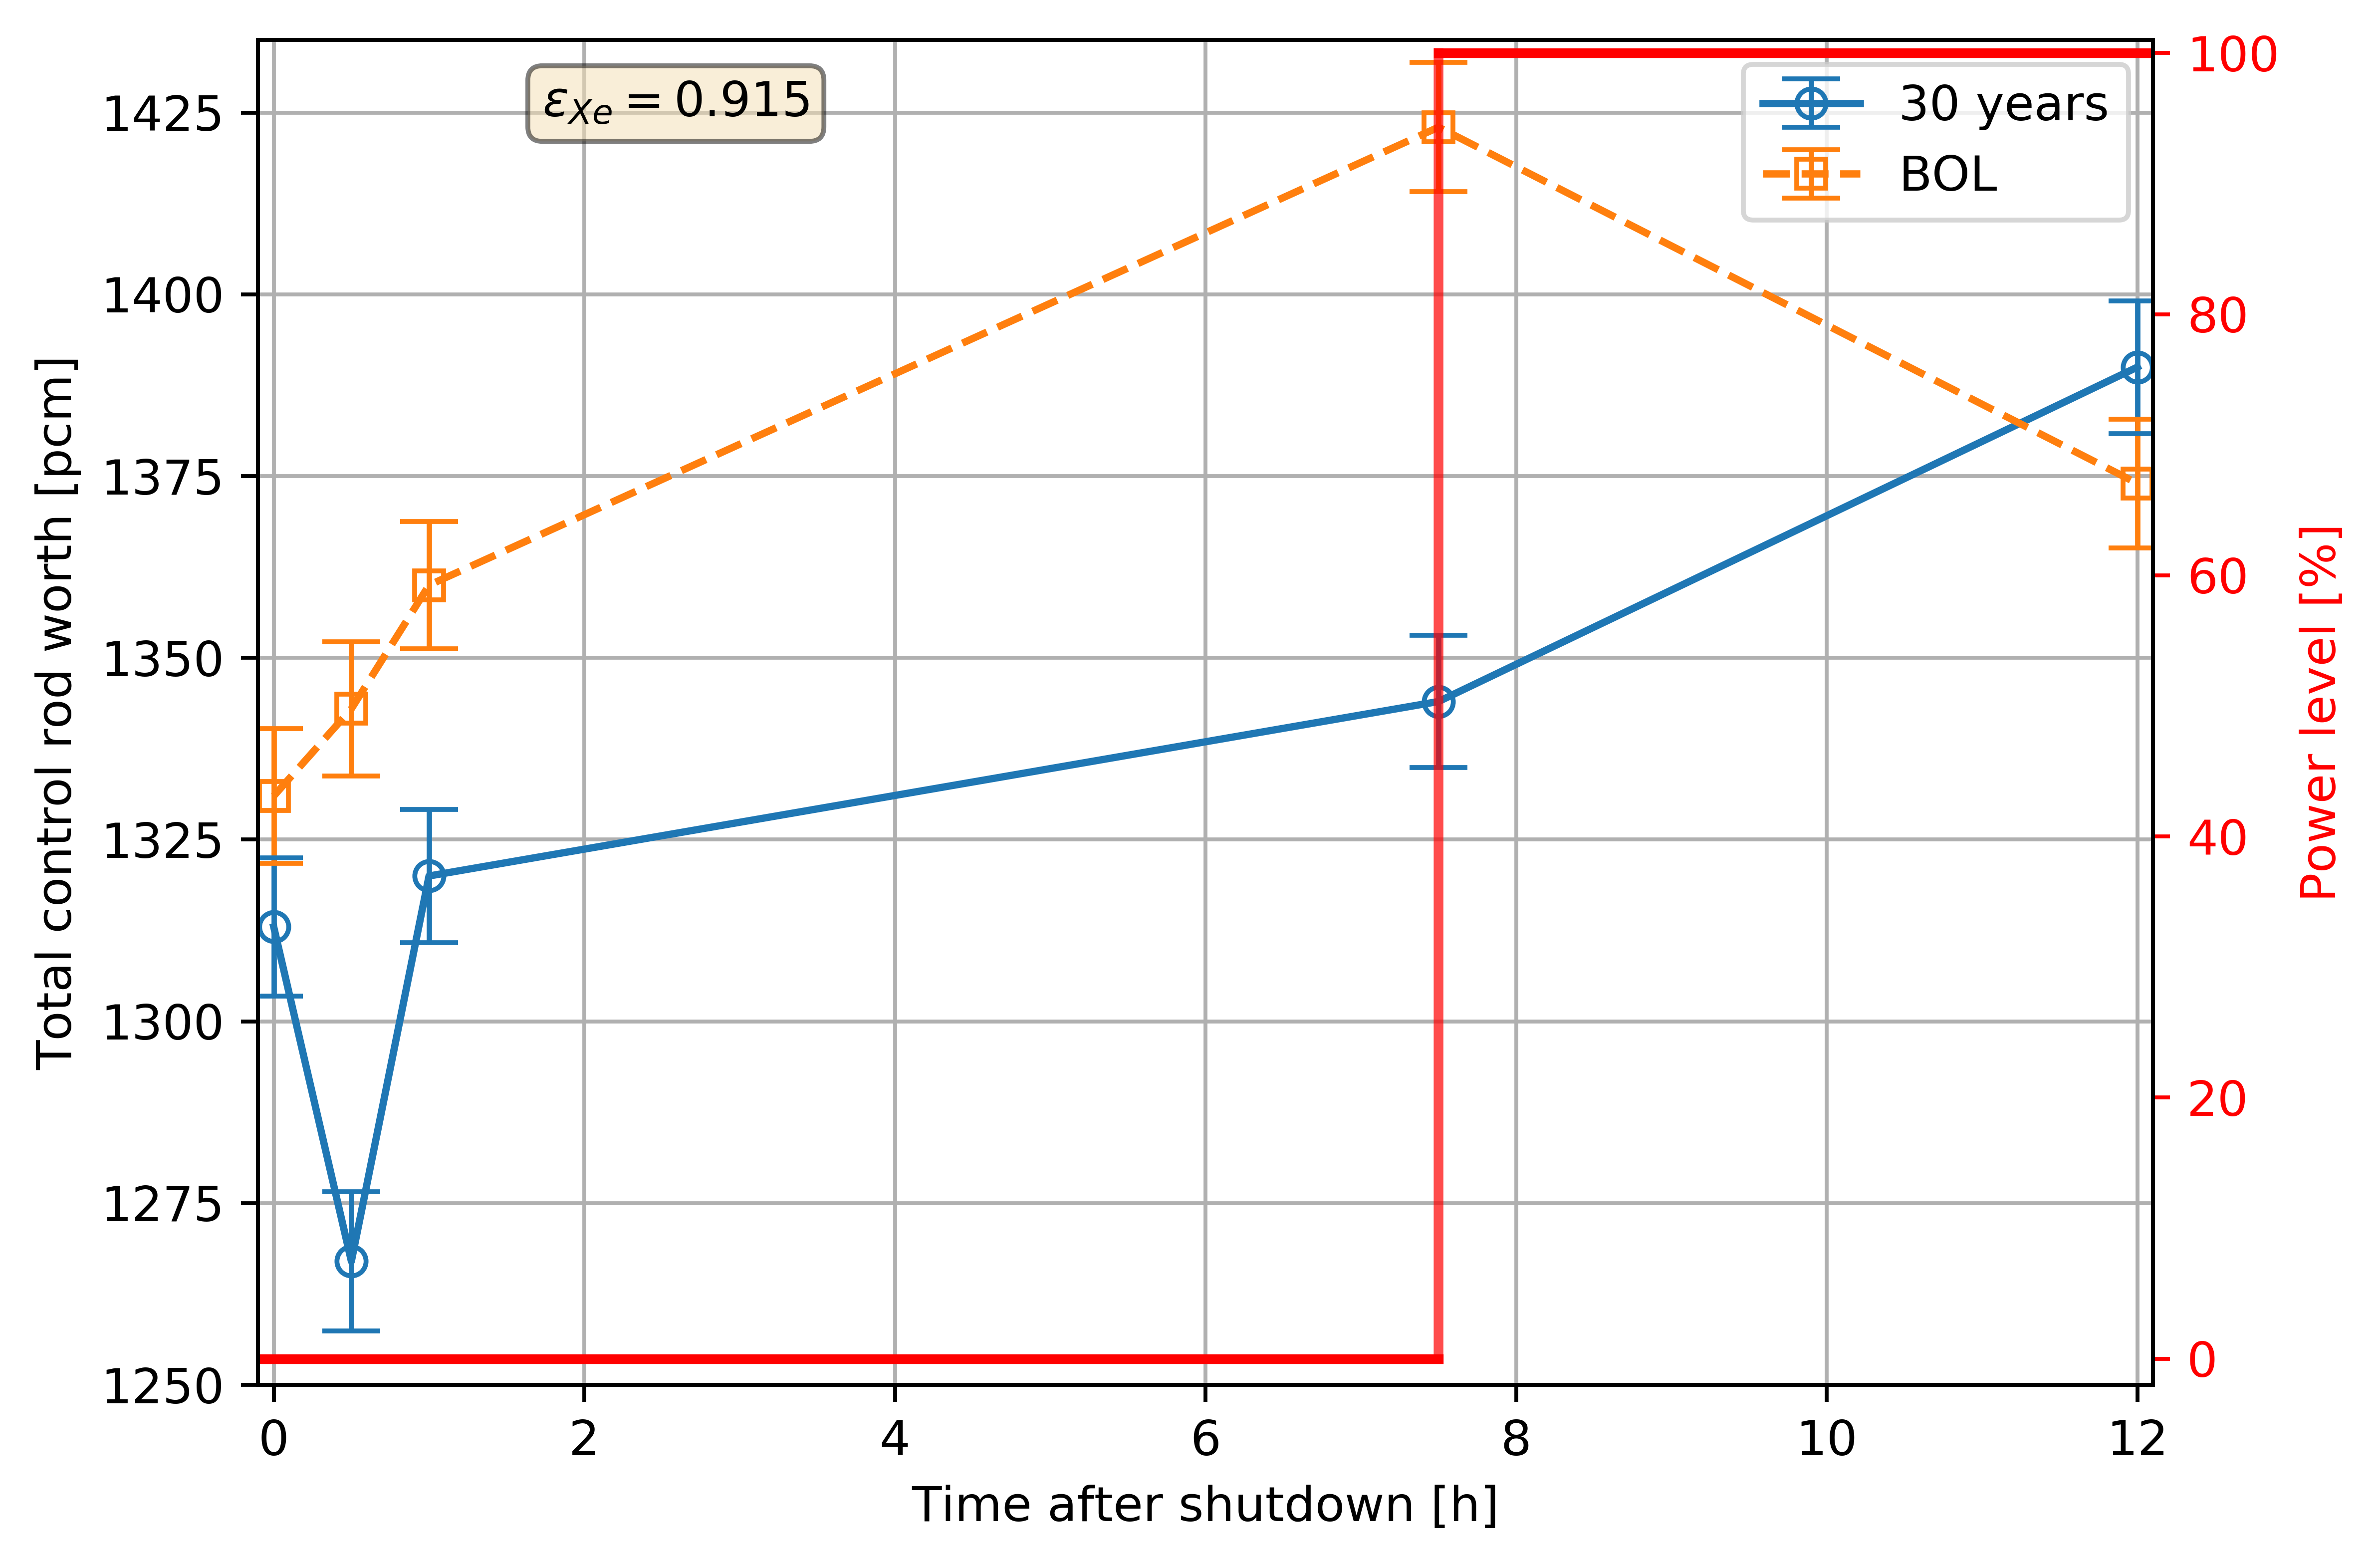 ε_Xe = 0.915
30 years
BOL
Total control rod worth [pcm]
1425
1400
1375
1350
1325
1300
1275
1250
100
80
60
40
20
0
Power level [%]
0 2 4 6 8 10 12
Time after shutdown [h]